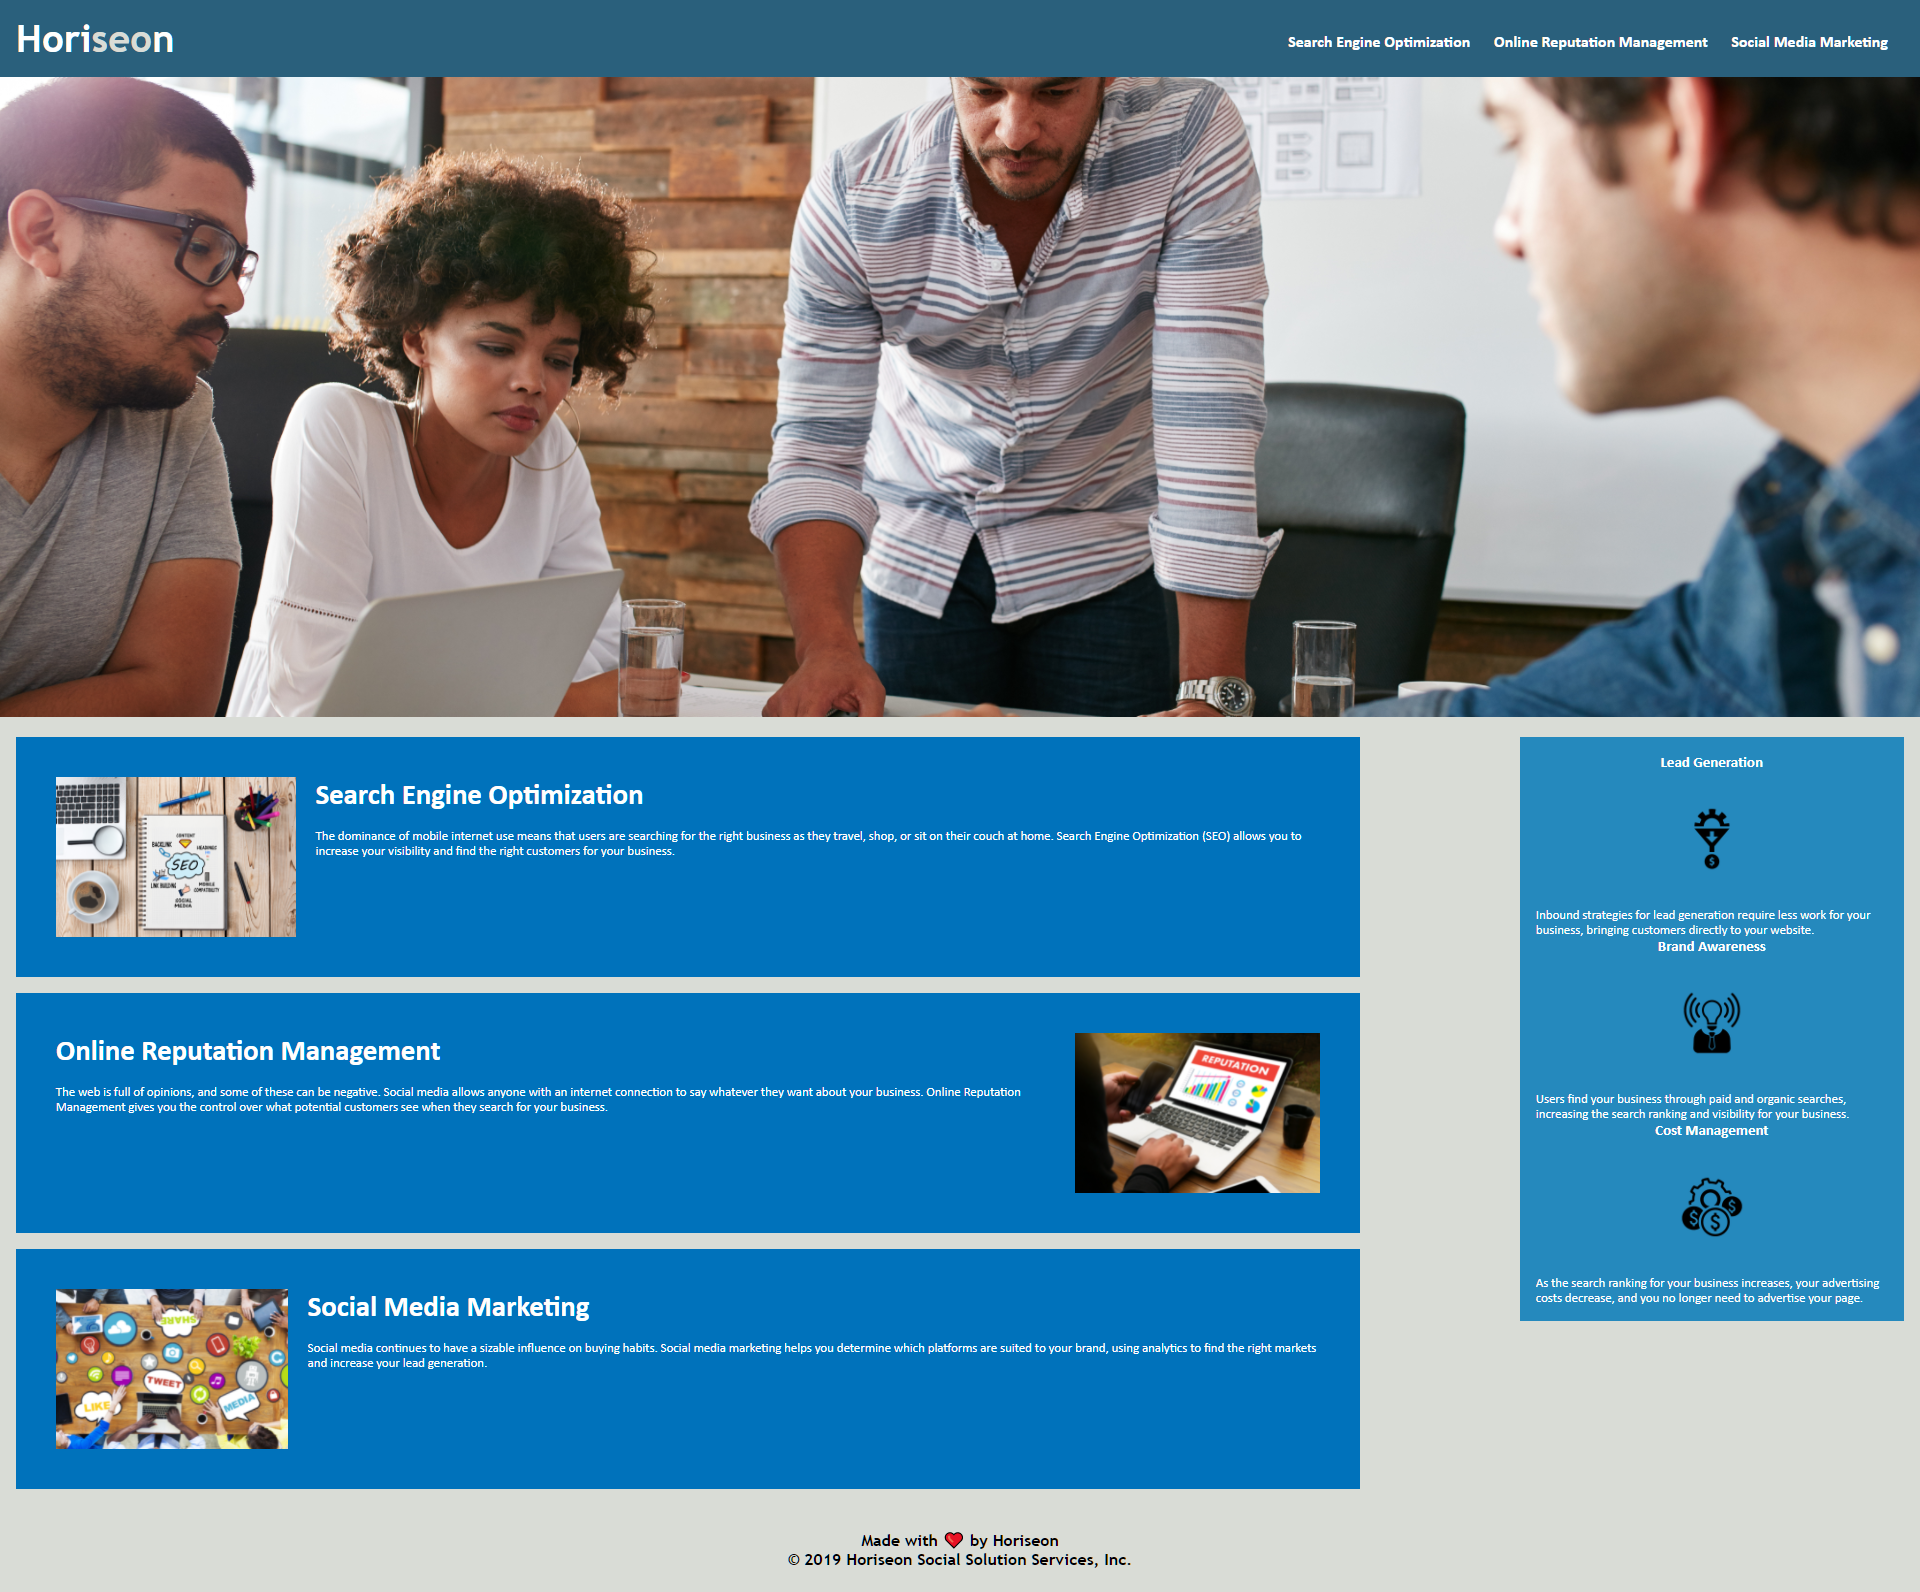 Horiseon
Search Engine Optimization
Online Reputation Management
Social Media Marketing
Search Engine Optimization
The dominance of mobile internet use means that users are searching for the right business as they travel, shop, or sit on their couch at home. Search Engine Optimization (SEO) allows you to
increase your visibility and find the right customers for your business.
CONTENT
BACKLINK
HEADINGS
SEO
LINK BUILDING
MOBILE
COMPATIBILITY
SOCIAL
MEDIA
Online Reputation Management
The web is full of opinions, and some of these can be negative. Social media allows anyone with an internet connection to say whatever they want about your business. Online Reputation
Management gives you the control over what potential customers see when they search for your business.
REPUTATION
Social Media Marketing
Social media continues to have a sizable influence on buying habits. Social media marketing helps you determine which platforms are suited to your brand, using analytics to find the right markets
and increase your lead generation.
SHARE
TWEET
LIKE
MEDIA
Lead Generation
Inbound strategies for lead generation require less work for your
business, bringing customers directly to your website.
Brand Awareness
Users find your business through paid and organic searches,
increasing the search ranking and visibility for your business.
Cost Management
As the search ranking for your business increases, your advertising
costs decrease, and you no longer need to advertise your page.
Made with ❤️ by Horiseon
© 2019 Horiseon Social Solution Services, Inc.